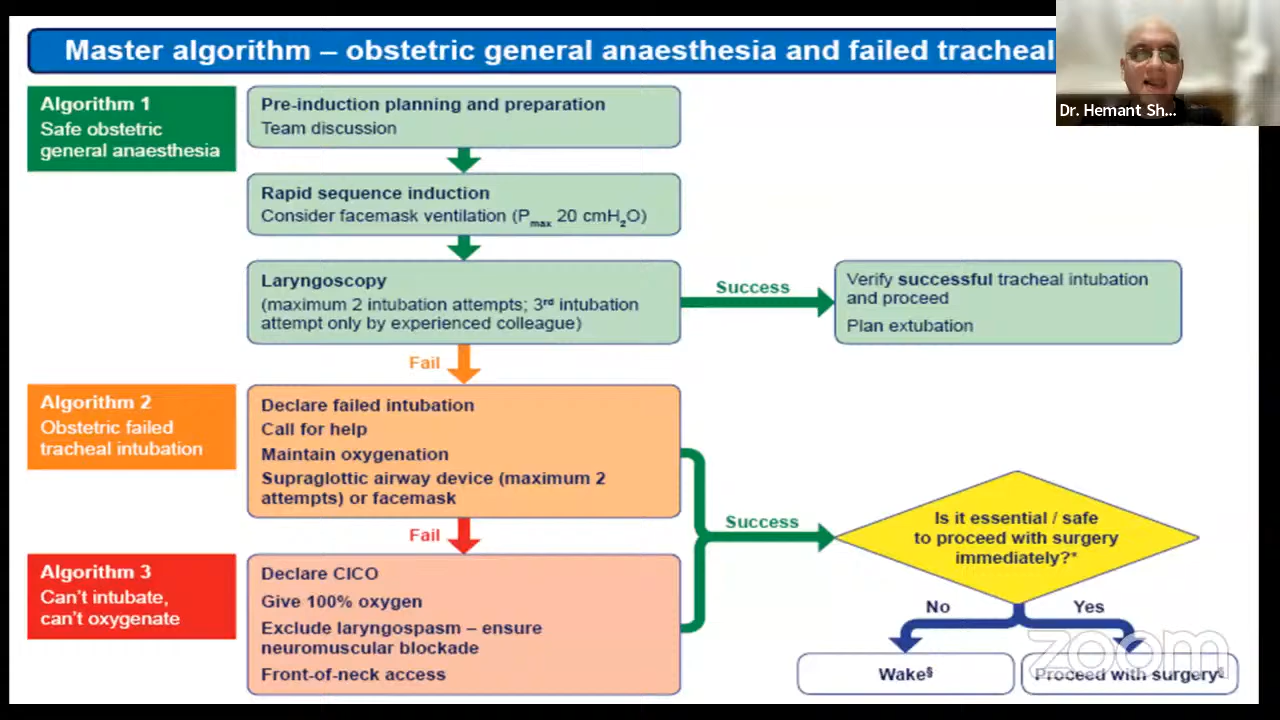 Master algorithm – obstetric general anaesthesia and failed tracheal
Dr. Hemant Sh...
Algorithm 1
Safe obstetric
general anaesthesia
Pre-induction planning and preparation
Team discussion
Rapid sequence induction
Consider facemask ventilation (Pmax 20 cmH2O)
Laryngoscopy
(maximum 2 intubation attempts; 3rd intubation
attempt only by experienced colleague)
Success
Verify successful tracheal intubation
and proceed
Plan extubation
Fail
Algorithm 2
Obstetric failed
tracheal intubation
Declare failed intubation
Call for help
Maintain oxygenation
Supraglottic airway device (maximum 2
attempts) or facemask
Success
Is it essential / safe
to proceed with surgery
immediately?*
Fail
Algorithm 3
Can't intubate,
can't oxygenate
Declare CICO
Give 100% oxygen
Exclude laryngospasm – ensure
neuromuscular blockade
Front-of-neck access
No
Yes
Wake§
Proceed with surgery§
zoom